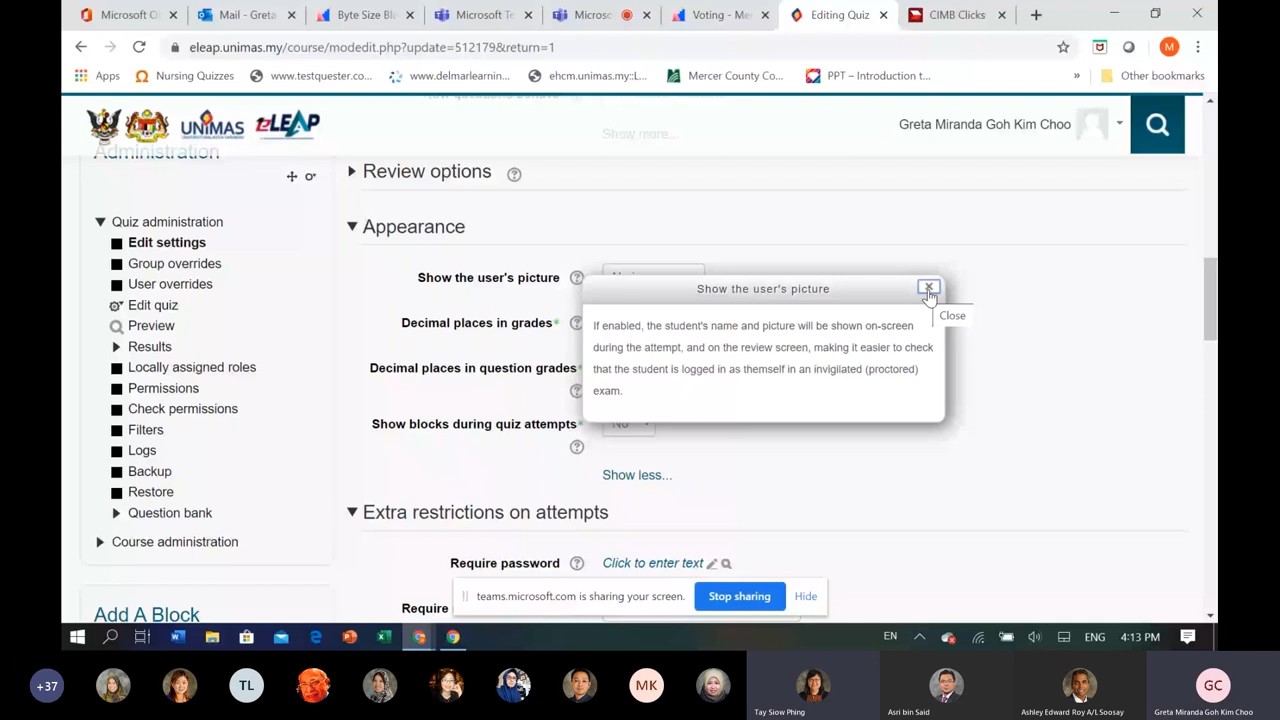 Microsoft O
Mail - Greta
Byte Size Bl
Microsoft Te
Microso
Voting - Me
Editing Quiz
CIMB Clicks
eleap.unimas.my/course/modedit.php?update=512179&return=1
M
Apps
Nursing Quizzes
www.testquester.co...
www.delmarlearnin...
ehcm.unimas.my::L...
Mercer County Co...
PPT – Introduction t...
»
Other bookmarks
UNIMAS
eLEAP
Greta Miranda Goh Kim Choo
Show more...
Administration
Quiz administration
Edit settings
Group overrides
User overrides
Edit quiz
Preview
Results
Locally assigned roles
Permissions
Check permissions
Filters
Logs
Backup
Restore
Question bank
Course administration
Add A Block
Review options
Appearance
Show the user's picture
Decimal places in grades*
Decimal places in question grades*
Show blocks during quiz attempts*
No
Show less...
Show the user's picture
Close
If enabled, the student's name and picture will be shown on-screen
during the attempt, and on the review screen, making it easier to check
that the student is logged in as themself in an invigilated (proctored)
exam.
Extra restrictions on attempts
Require password
Click to enter text
Require
teams.microsoft.com is sharing your screen.
Stop sharing
Hide
EN
ENG
4:13 PM
+37
TL
MK
GC
Tay Siow Phing
Asri bin Said
Ashley Edward Roy A/L Soosay
Greta Miranda Goh Kim Choo